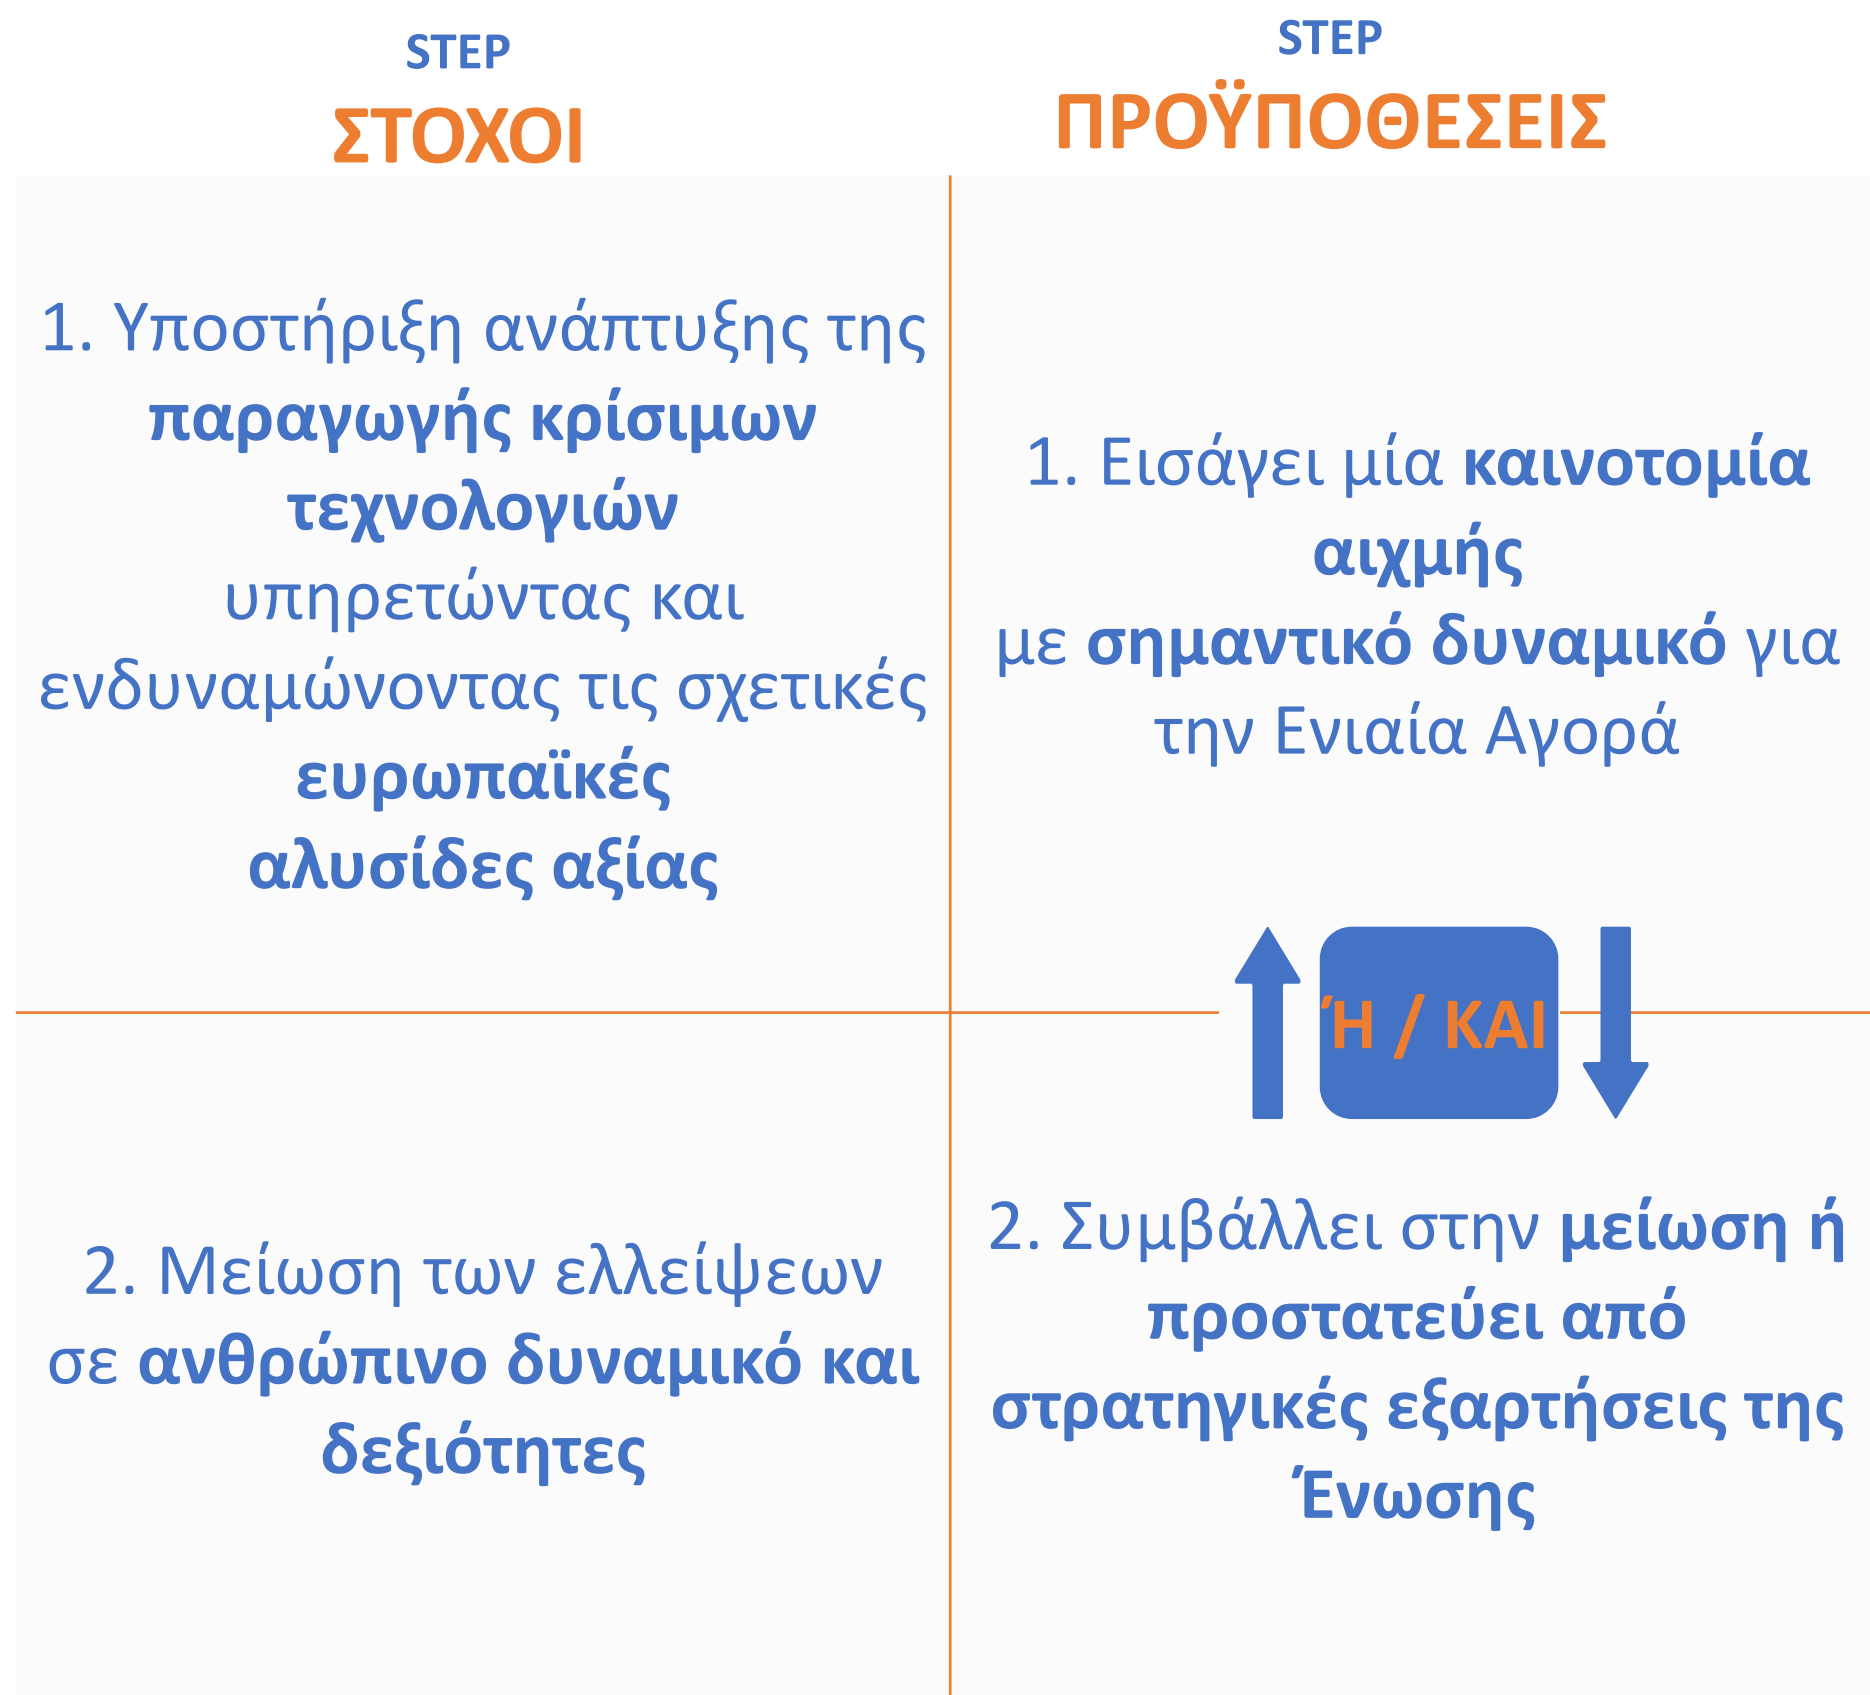 STEP
ΣΤΟΧΟΙ
1. Υποστήριξη ανάπτυξης της
παραγωγής κρίσιμων
τεχνολογιών
υπηρετώντας και
ενδυναμώνοντας τις σχετικές
ευρωπαϊκές
αλυσίδες αξίας
2. Μείωση των ελλείψεων
σε ανθρώπινο δυναμικό και
δεξιότητες
STEP
ΠΡΟΫΠΟΘΕΣΕΙΣ
1. Εισάγει μία καινοτομία
αιχμής
με σημαντικό δυναμικό για
την Ενιαία Αγορά
Ή / ΚΑΙ
2. Συμβάλλει στην μείωση ή
προστατεύει από
στρατηγικές εξαρτήσεις της
Ένωσης